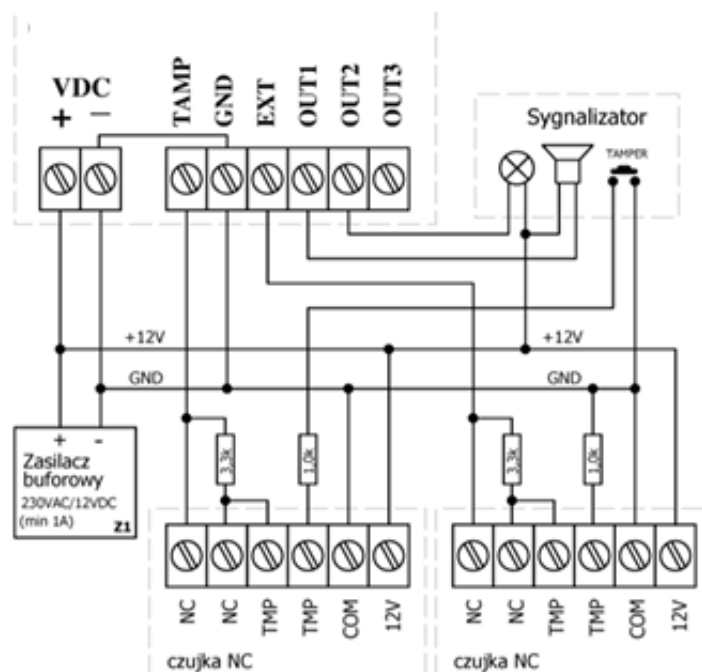 VDC
+ −
TAMP
GND
EXT
OUT1
OUT2
OUT3
Sygnalizator
TAMPER
+12V
+12V
GND
GND
+ -
Zasilacz
buforowy
230VAC/12VDC
(min 1A)
Z1
3,3k
1,0k
3,3k
1,0k
NC
NC
TMP
TMP
COM
12V
NC
NC
TMP
TMP
COM
12V
czujka NC
czujka NC